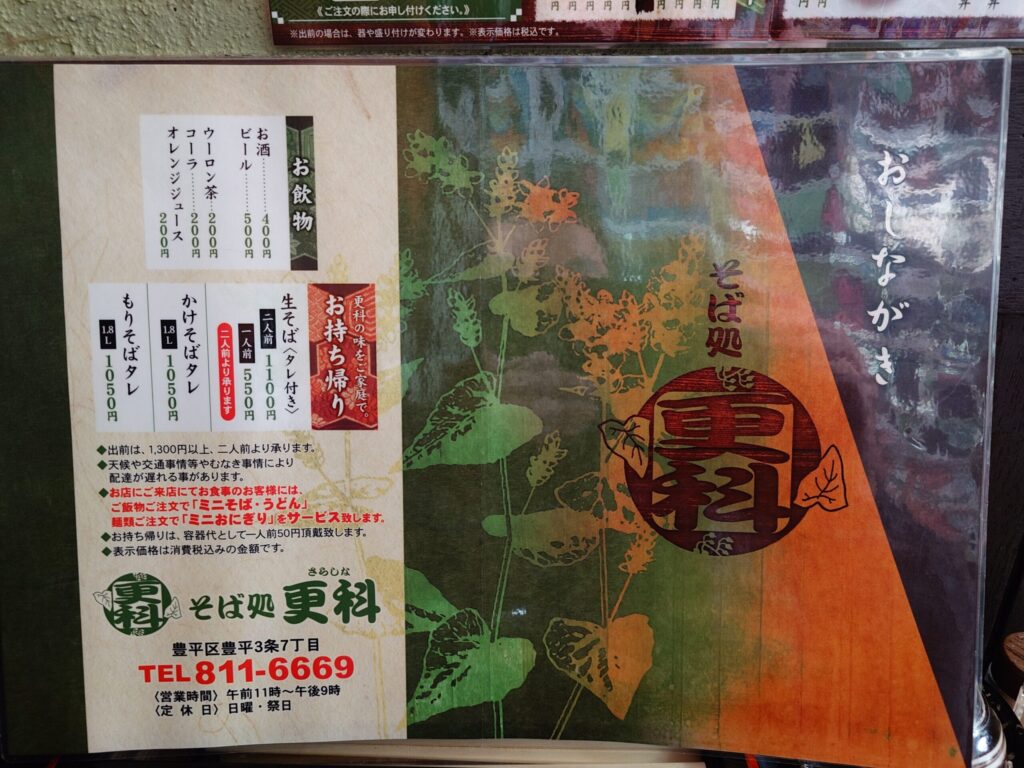 《ご注文の際にお申し付けください。》
※出前の場合は、器や盛り付けが変わります。※表示価格は税込です。
円 円
おしながき
そば処
更科
お飲物
お酒 400円
ビール 500円
ウーロン茶 200円
コーラ 200円
オレンジジュース 200円
更科の味をご家庭で。
お持ち帰り
生そば〈タレ付き〉
二人前 1100円
一人前 550円
二人前より承ります
かけそばタレ
1.8L 1050円
もりそばタレ
1.8L 1050円
◆出前は、1,300円以上、二人前より承ります。
◆天候や交通事情等やむなき事情により
配達が遅れる事があります。
◆お店にご来店にてお食事のお客様には、
ご飯物ご注文で「ミニそば・うどん」
麺類ご注文で「ミニおにぎり」をサービス致します。
◆お持ち帰りは、容器代として一人前50円頂戴致します。
◆表示価格は消費税込みの金額です。
さらしな
更科 そば処 更科
豊平区豊平3条7丁目
TEL 811-6669
〈営業時間〉午前11時〜午後9時
〈定休日〉日曜・祭日